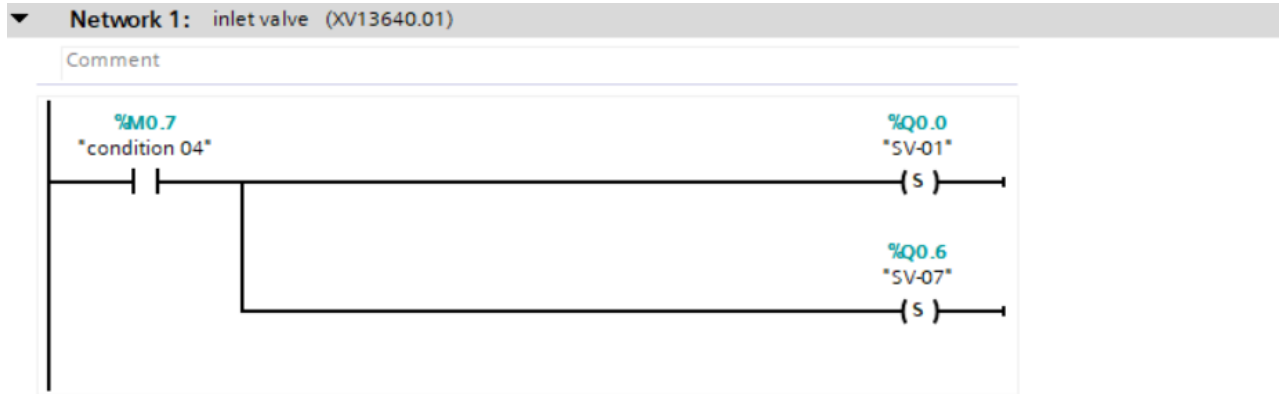 Network 1: inlet valve (XV13640.01)
Comment
%M0.7
"condition 04"
%Q0.0
"SV-01"
( S )
%Q0.6
"SV-07"
( S )